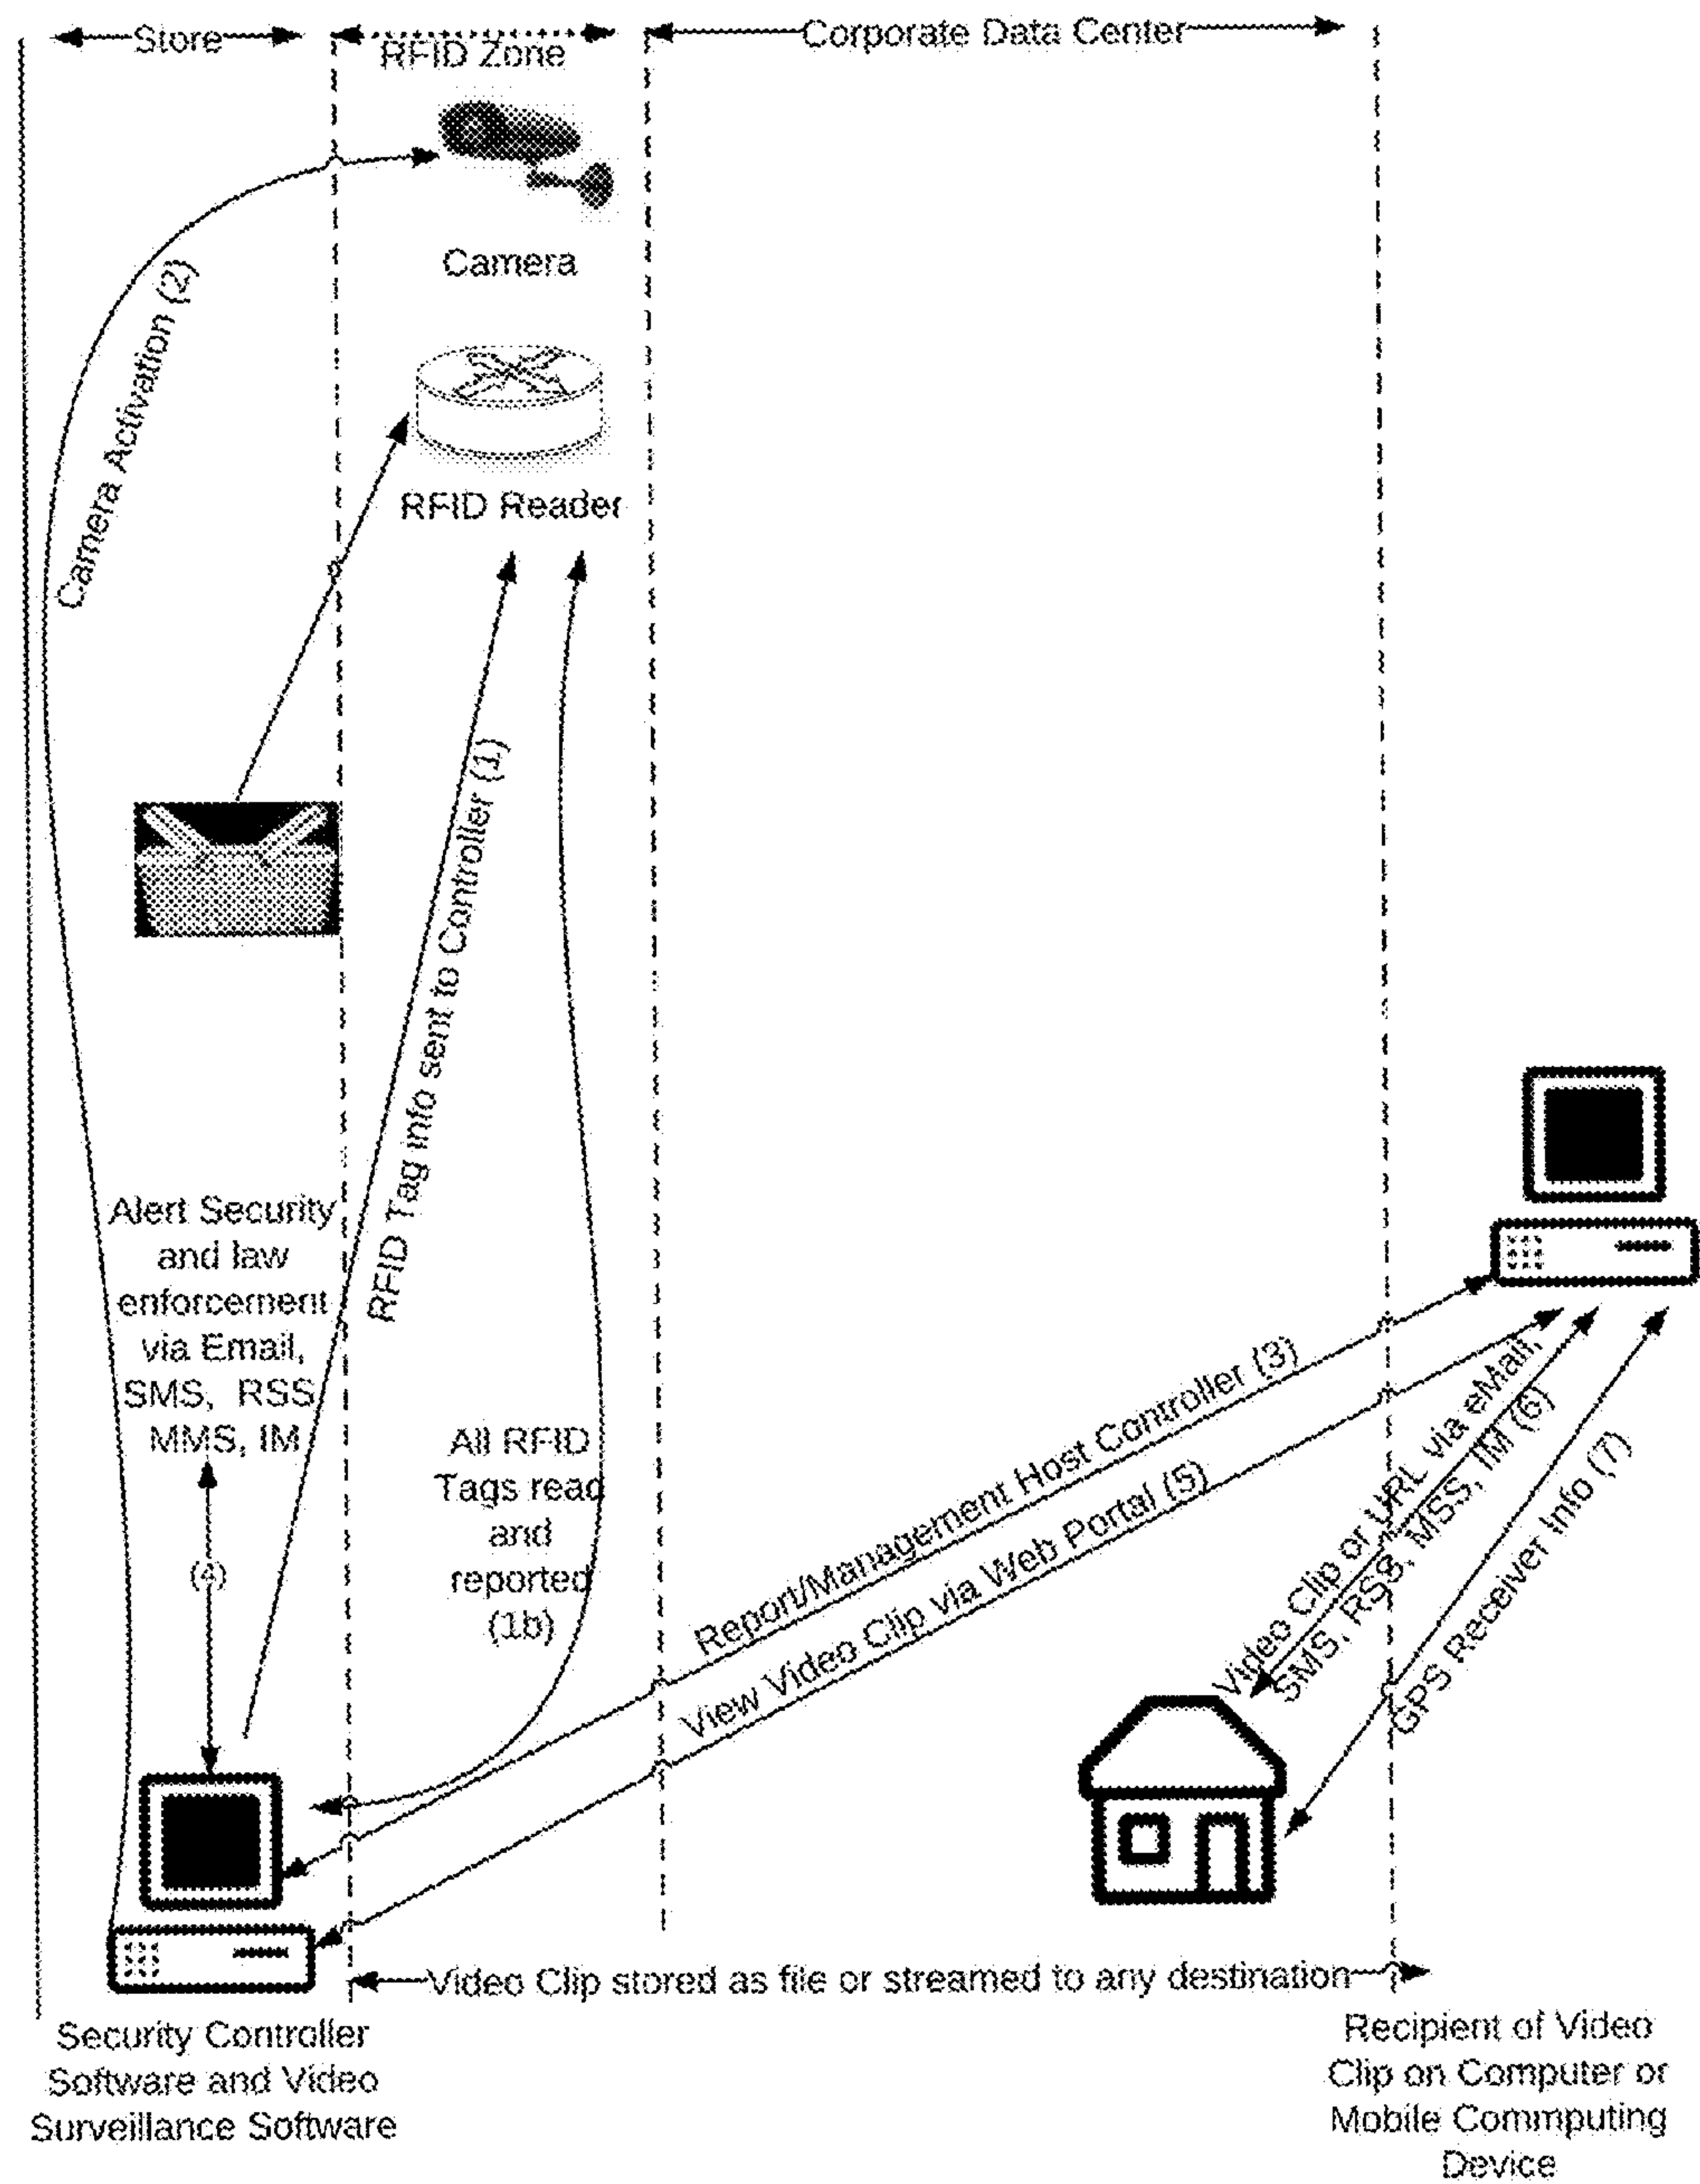 Store
RFID Zone
Corporate Data Center
Camera
Camera Activation (2)
RFID Reader
RFID Tag info sent to Controller (1)
Alert Security
and law
enforcement
via Email,
SMS, RSS
MMS, IM
(4)
All RFID
Tags read
and
reported
(1b)
Report/Management Host Controller (3)
View Video Clip via Web Portal (5)
Video Clip or URL via eMail,
SMS, RSS, MSS, IM (6)
GPS Receiver Info (7)
Video Clip stored as file or streamed to any destination
Security Controller
Software and Video
Surveillance Software
Recipient of Video
Clip on Computer or
Mobile Commputing
Device